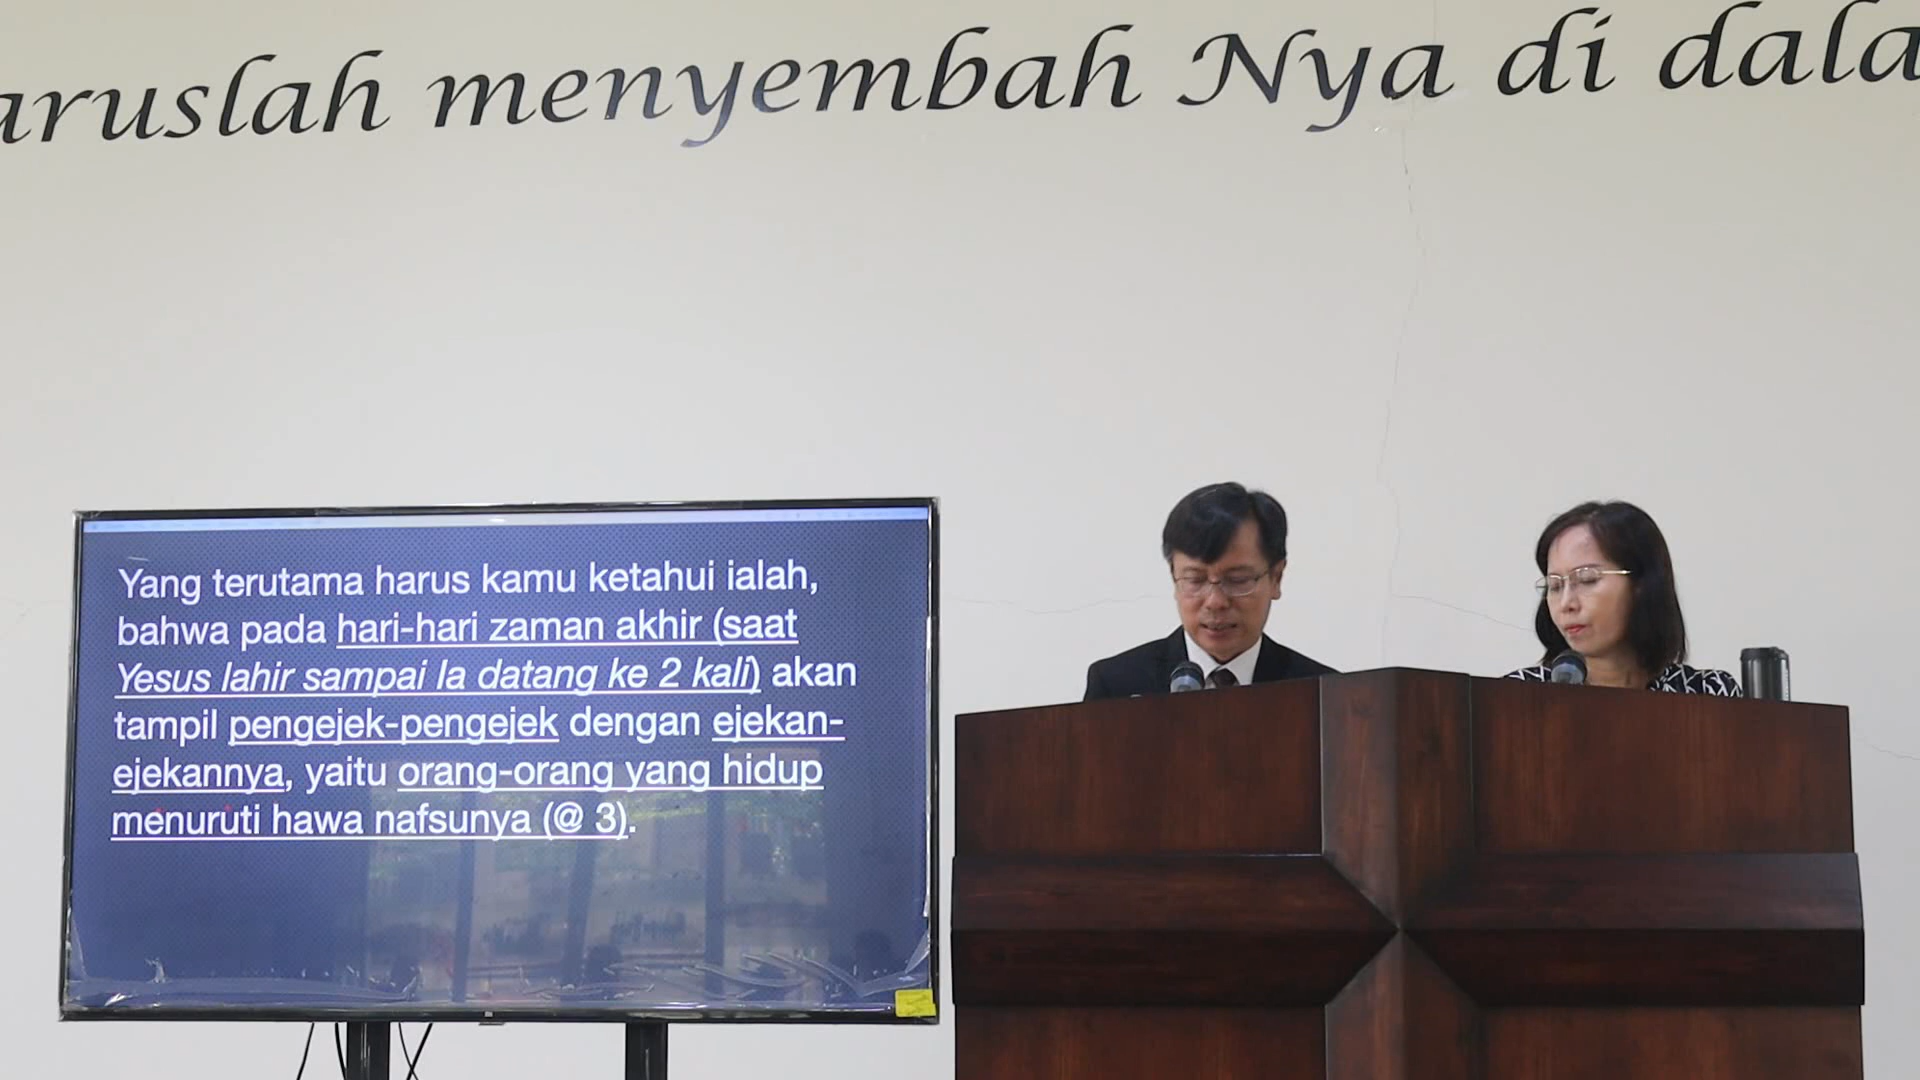 aruslah menyembah Nya di dala
Yang terutama harus kamu ketahui ialah,
bahwa pada hari-hari zaman akhir (saat
Yesus lahir sampai Ia datang ke 2 kali) akan
tampil pengejek-pengejek dengan ejekan-
ejekannya, yaitu orang-orang yang hidup
menuruti hawa nafsunya (@ 3).